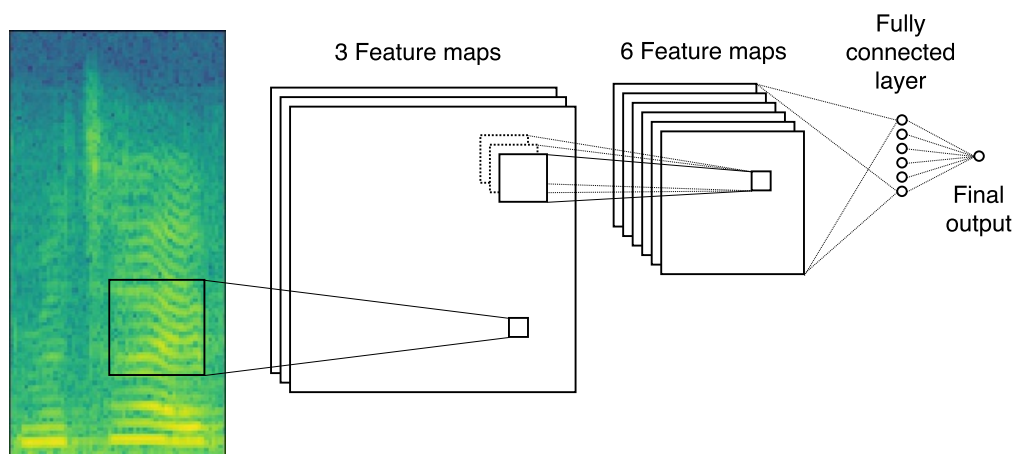 3 Feature maps
6 Feature maps
Fully
connected
layer
Final
output